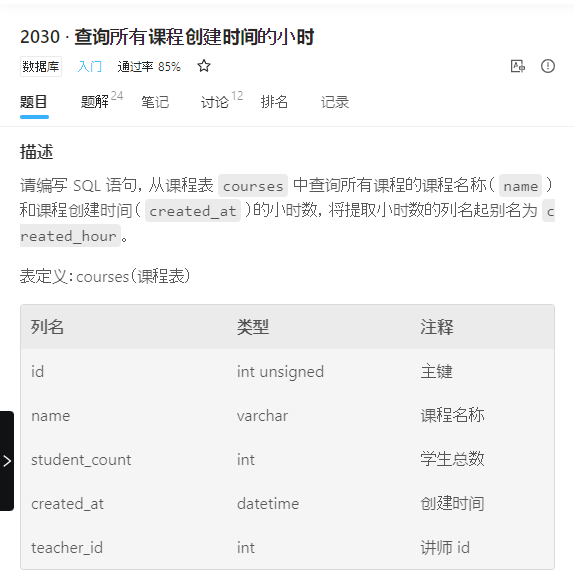 2030 · 查询所有课程创建时间的小时
数据库 入门 通过率 85%
题目 题解 24 笔记 讨论 12 排名 记录
描述
请编写 SQL 语句，从课程表 courses 中查询所有课程的课程名称（ name ）
和课程创建时间（ created_at ）的小时数，将提取小时数的列名起别名为 c
reated_hour 。
表定义：courses（课程表）
列名 类型 注释
id int unsigned 主键
name varchar 课程名称
student_count int 学生总数
created_at datetime 创建时间
teacher_id int 讲师 id